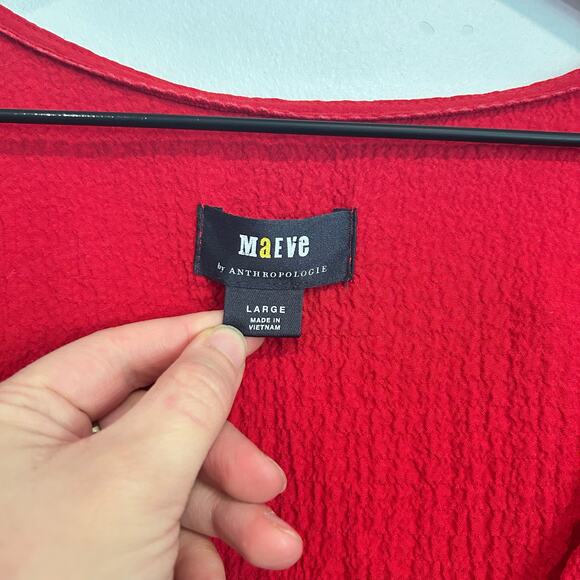 MaEVe
by ANTHROPOLOGIE
LARGE
MADE IN
VIETNAM